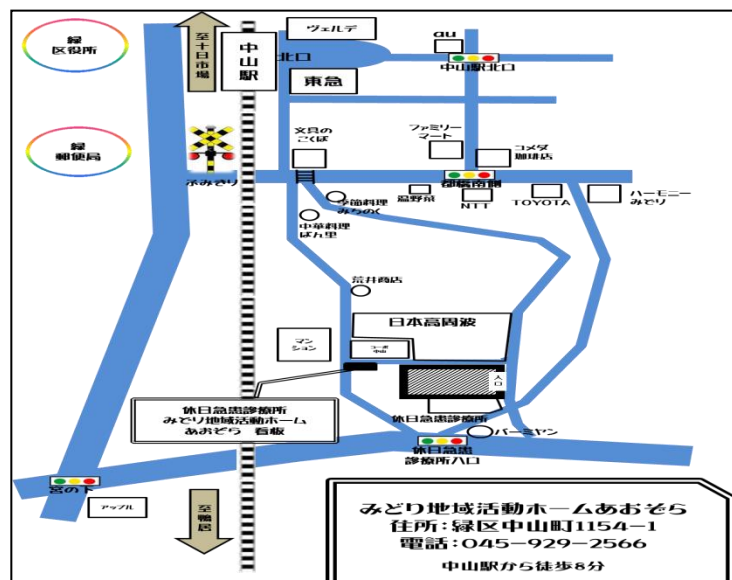 緑
区役所
至十日市場
中山駅
ヴェルデ
北口
東急
au
中山駅北口
緑
郵便局
文具の
こくぼ
ファミリー
マート
コメダ
珈琲店
ふみきり
都橋南側
季節料理
みちのく
温野菜
NTT
TOYOTA
ハーモニー
みどり
中華料理
ばん里
荒井商店
日本高周波
マン
ション
コーポ
中山
入口
休日急患診療所
みどり地域活動ホーム
あおぞら 看板
休日急患診療所
バーミヤン
休日急患
診療所入口
宮の下
アップル
至鴨居
みどり地域活動ホームあおぞら
住所:緑区中山町1154-1
電話:045-929-2566
中山駅から徒歩8分